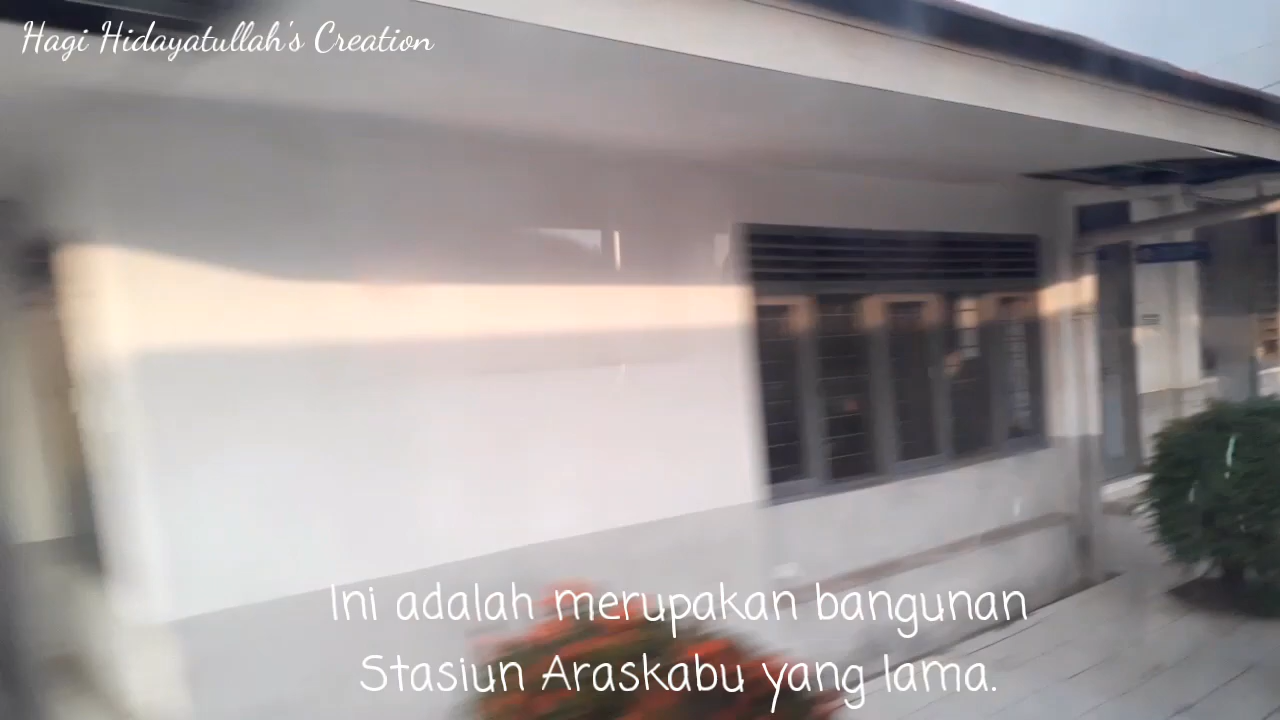 Hagi Hidayatullah's Creation
Ini adalah merupakan bangunan
Stasiun Araskabu yang lama.